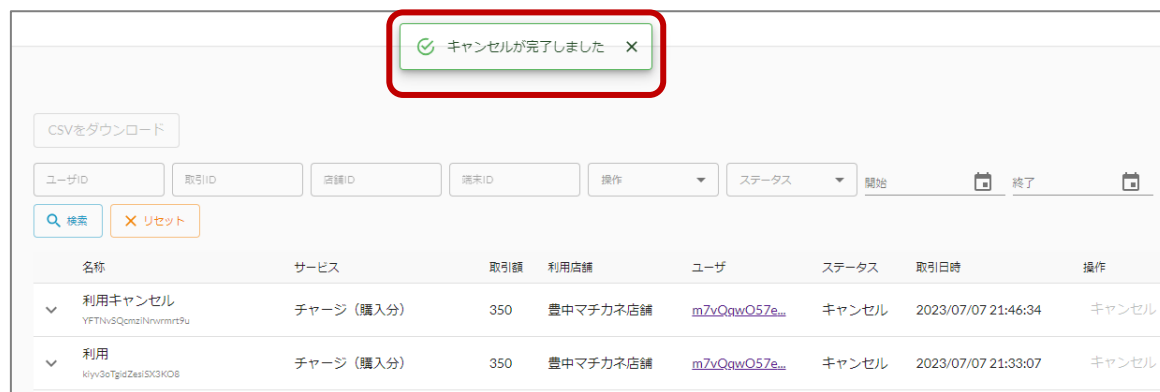 キャンセルが完了しました
CSVをダウンロード
ユーザID 取引ID 店舗ID 端末ID 操作 ステータス 開始 終了
検索 リセット
名称 サービス 取引額 利用店舗 ユーザ ステータス 取引日時 操作
利用キャンセル チャージ（購入分） 350 豊中マチカネ店舗 m7vOqwO57e... キャンセル 2023/07/07 21:46:34 キャンセル
YFTNvSQcmziNrwrmrt9u
利用 チャージ（購入分） 350 豊中マチカネ店舗 m7vOqwO57e... キャンセル 2023/07/07 21:33:07 キャンセル
kiyv3oTgidZesiSX3KO8